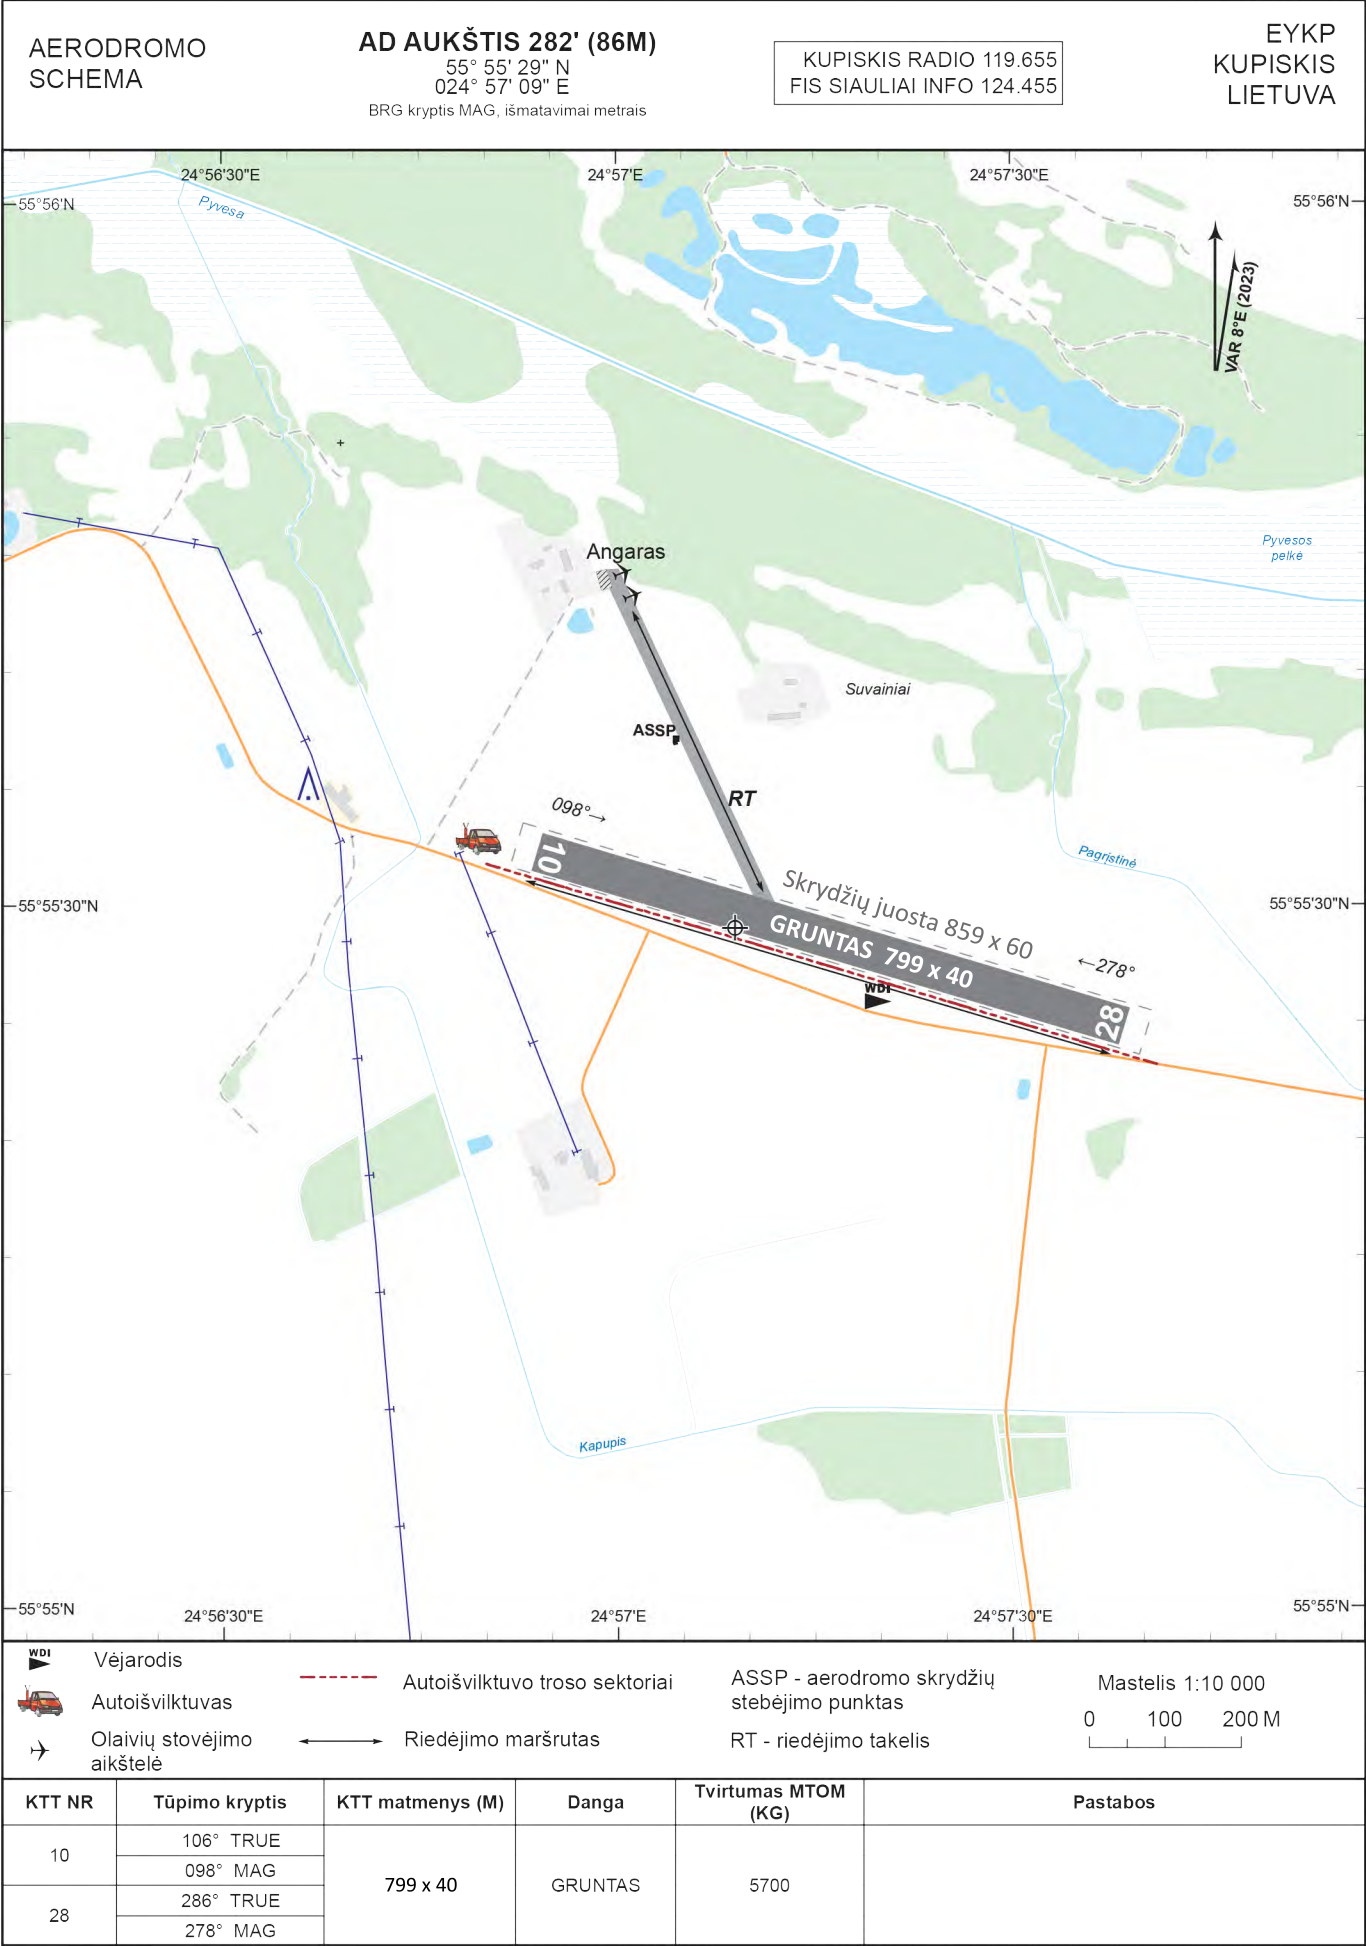 AERODROMO
SCHEMA
AD AUKŠTIS 282' (86M)
55° 55' 29" N
024° 57' 09" E
BRG kryptis MAG, išmatavimai metrais
KUPISKIS RADIO 119.655
FIS SIAULIAI INFO 124.455
EYKP
KUPISKIS
LIETUVA
24°56'30"E
24°57'E
24°57'30"E
55°56'N
55°56'N
Pyvesa
VAR 8°E (2023)
Pyvesos
pelkė
Angaras
Suvainiai
ASSP
RT
098°→
10
Skrydžių juosta 859 x 60
GRUNTAS 799 x 40
←278°
28
WDI
Pagrįstinė
55°55'30"N
55°55'30"N
Kapupis
55°55'N
55°55'N
24°56'30"E
24°57'E
24°57'30"E
WDI
Vėjarodis
Autoišvilktuvas
Olaivių stovėjimo
aikštelė
Autoišvilktuvo troso sektoriai
Riedėjimo maršrutas
ASSP - aerodromo skrydžių
stebėjimo punktas
RT - riedėjimo takelis
Mastelis 1:10 000
0 100 200 M
KTT NR Tūpimo kryptis KTT matmenys (M) Danga Tvirtumas MTOM (KG) Pastabos
10
106° TRUE
098° MAG
28
286° TRUE
278° MAG
799 x 40
GRUNTAS
5700